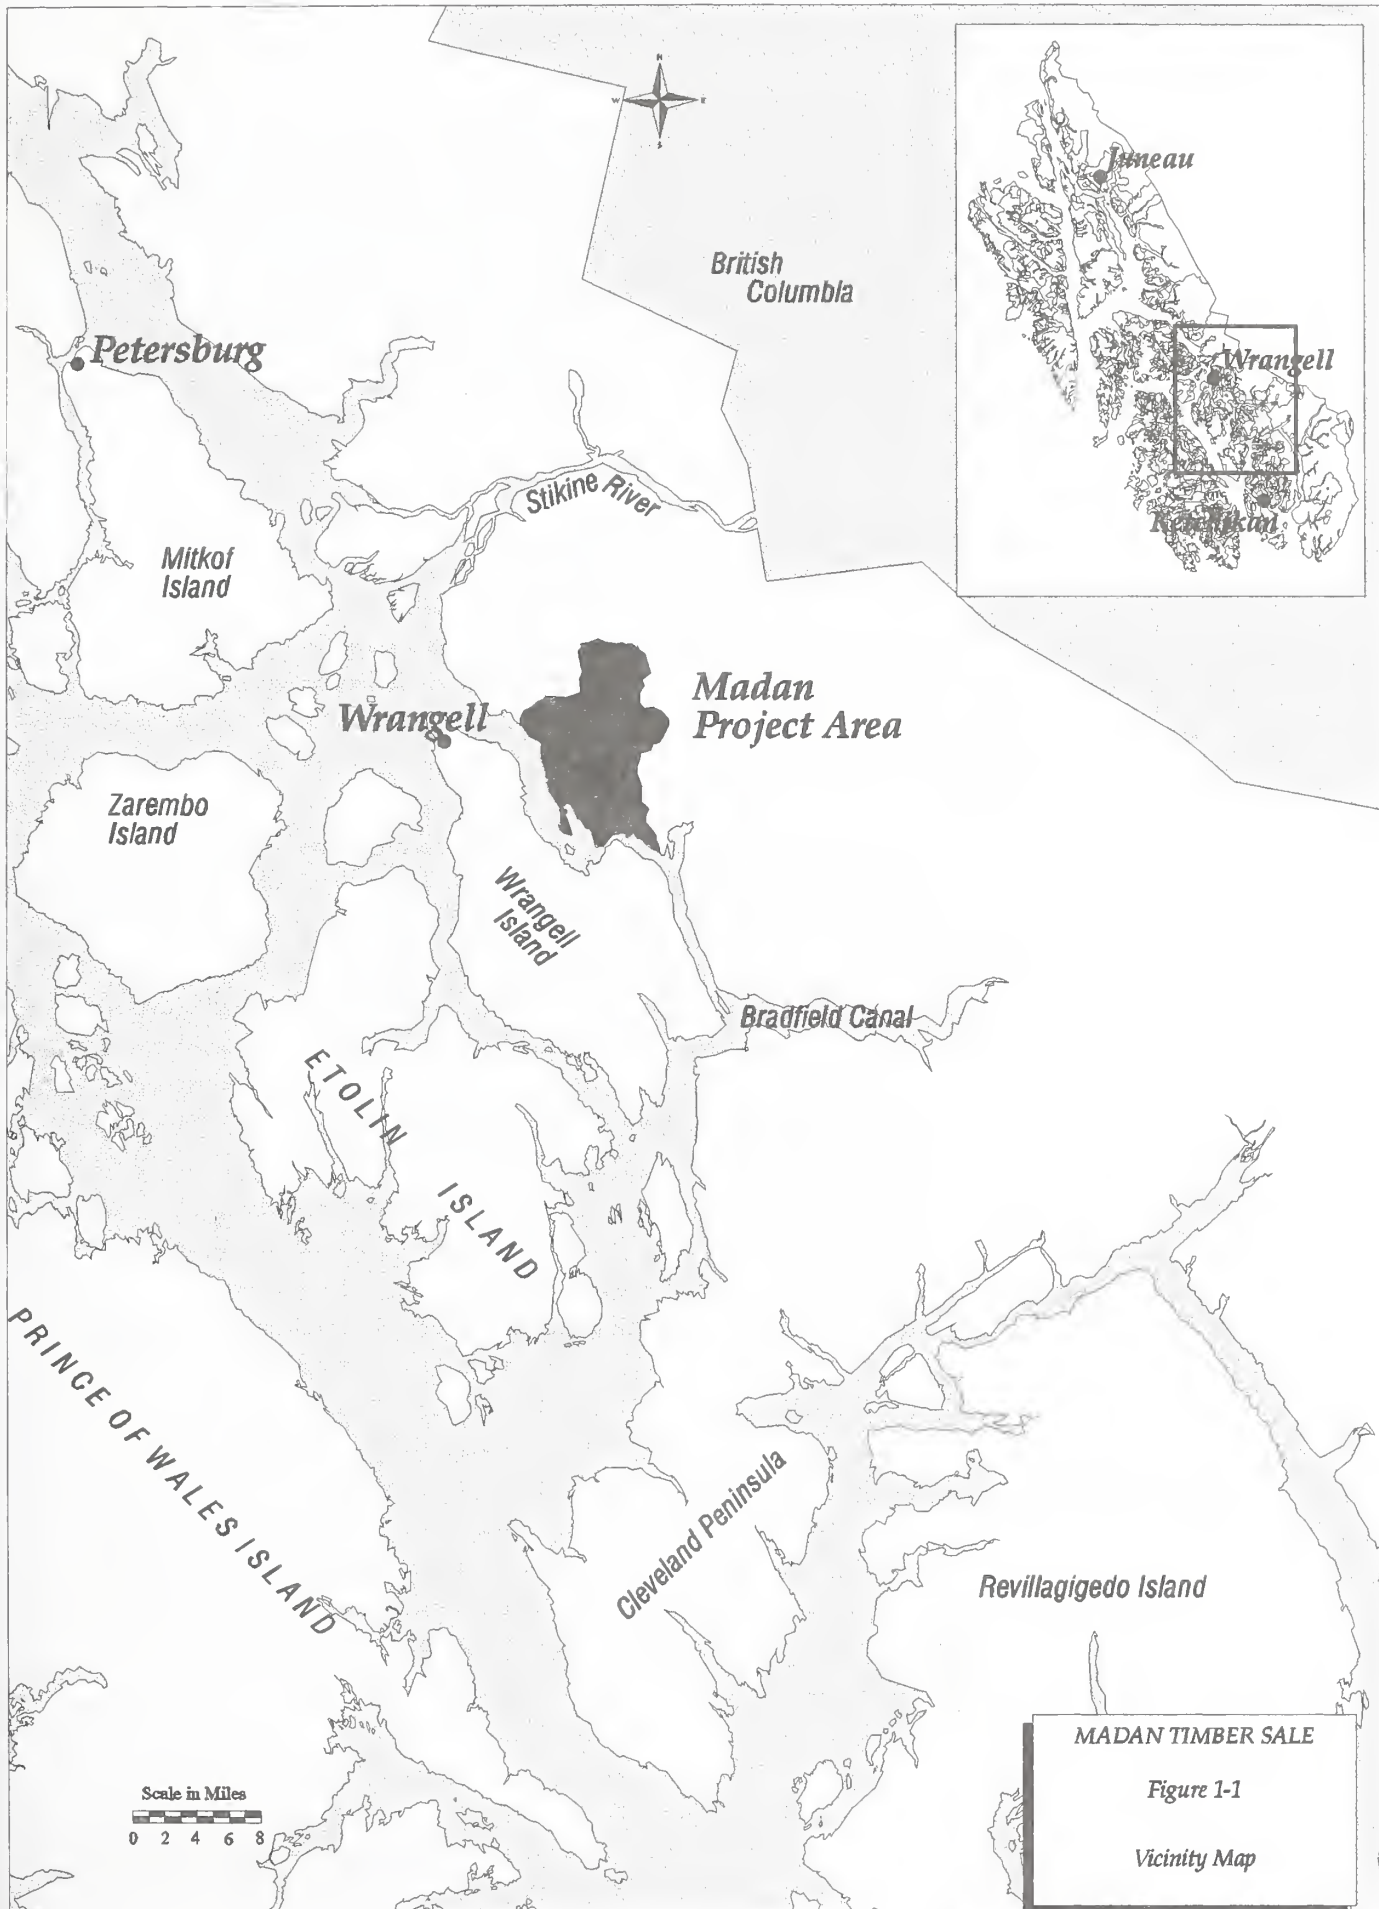 N
W
E
S
Juneau
British
Columbia
Petersburg
Wrangell
Stikine River
Ketchikan
Mitkof
Island
Madan
Project Area
Wrangell
Zarembo
Island
Wrangell
Island
Bradfield Canal
ETOLIN
ISLAND
PRINCE OF WALES ISLAND
Cleveland Peninsula
Revillagigedo Island
MADAN TIMBER SALE
Figure 1-1
Vicinity Map
Scale in Miles
0 2 4 6 8